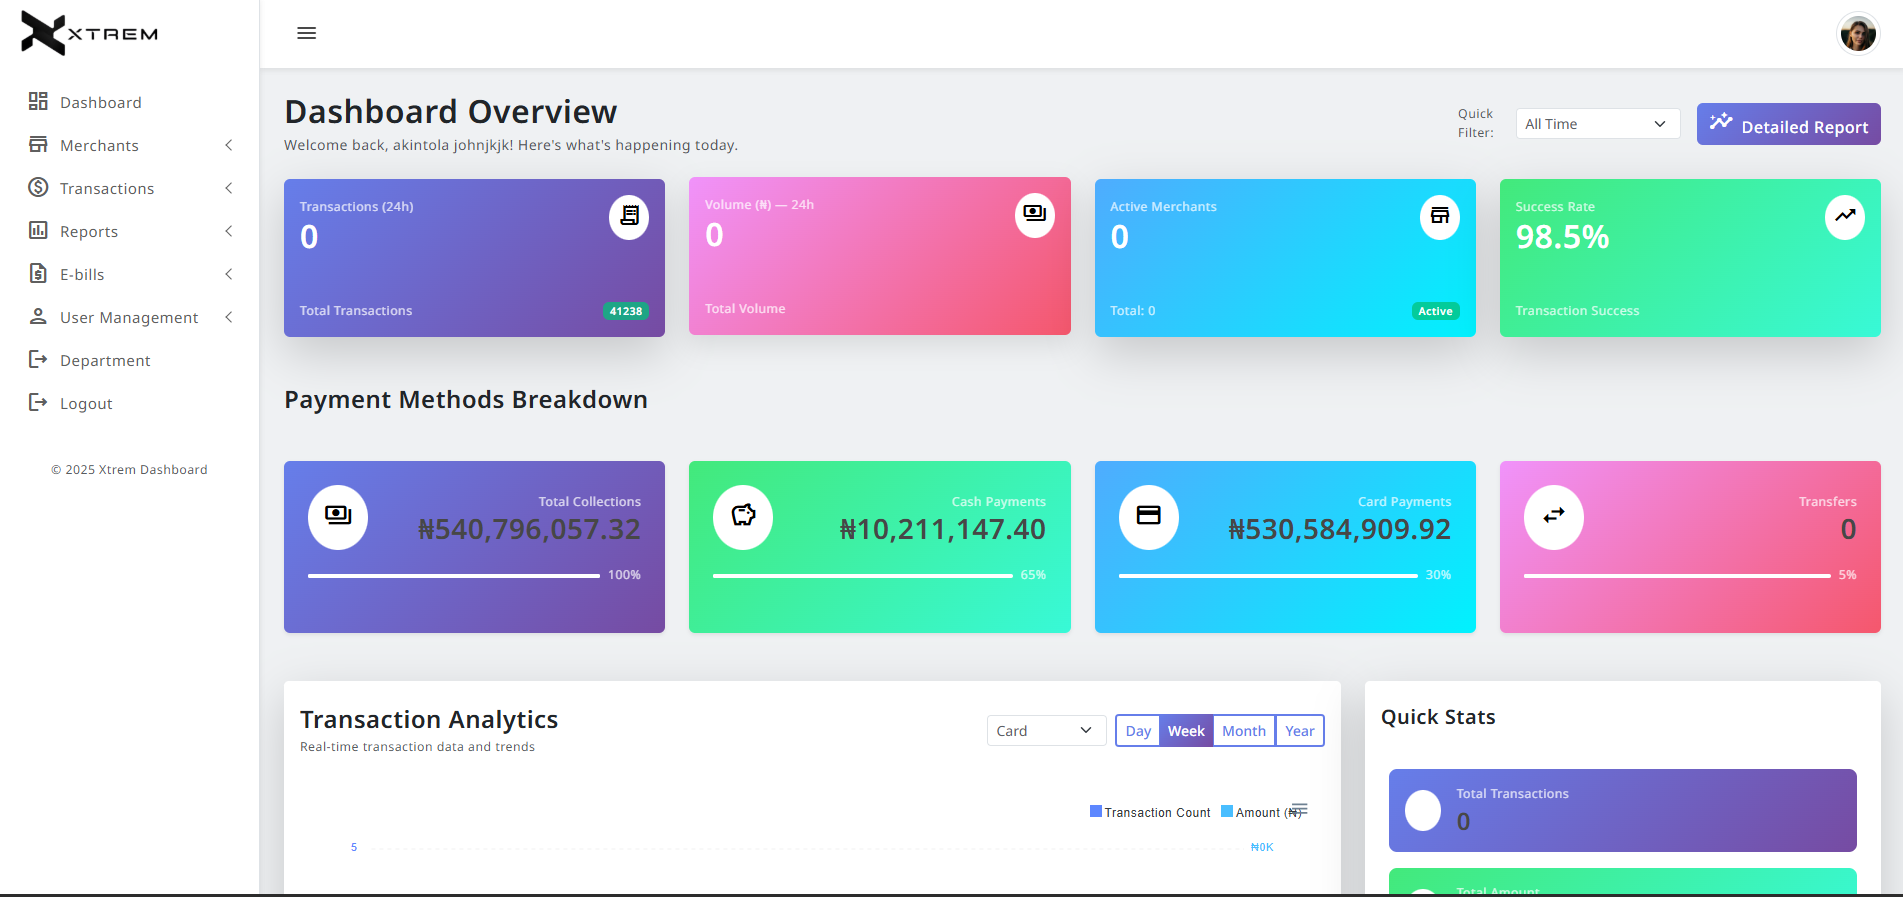 XTREM
Dashboard
Merchants
Transactions
Reports
E-bills
User Management
Department
Logout
© 2025 Xtrem Dashboard
Dashboard Overview
Welcome back, akintola johnjkjk! Here's what's happening today.
Quick
Filter:
All Time
Detailed Report
Transactions (24h)
0
Total Transactions
41238
Volume (₦) — 24h
0
Total Volume
Active Merchants
0
Total: 0
Active
Success Rate
98.5%
Transaction Success
Payment Methods Breakdown
Total Collections
₦540,796,057.32
100%
Cash Payments
₦10,211,147.40
65%
Card Payments
₦530,584,909.92
30%
Transfers
0
5%
Transaction Analytics
Real-time transaction data and trends
Card
Day Week Month Year
Transaction Count Amount (₦)
5
₦0K
Quick Stats
Total Transactions
0
Total Amount